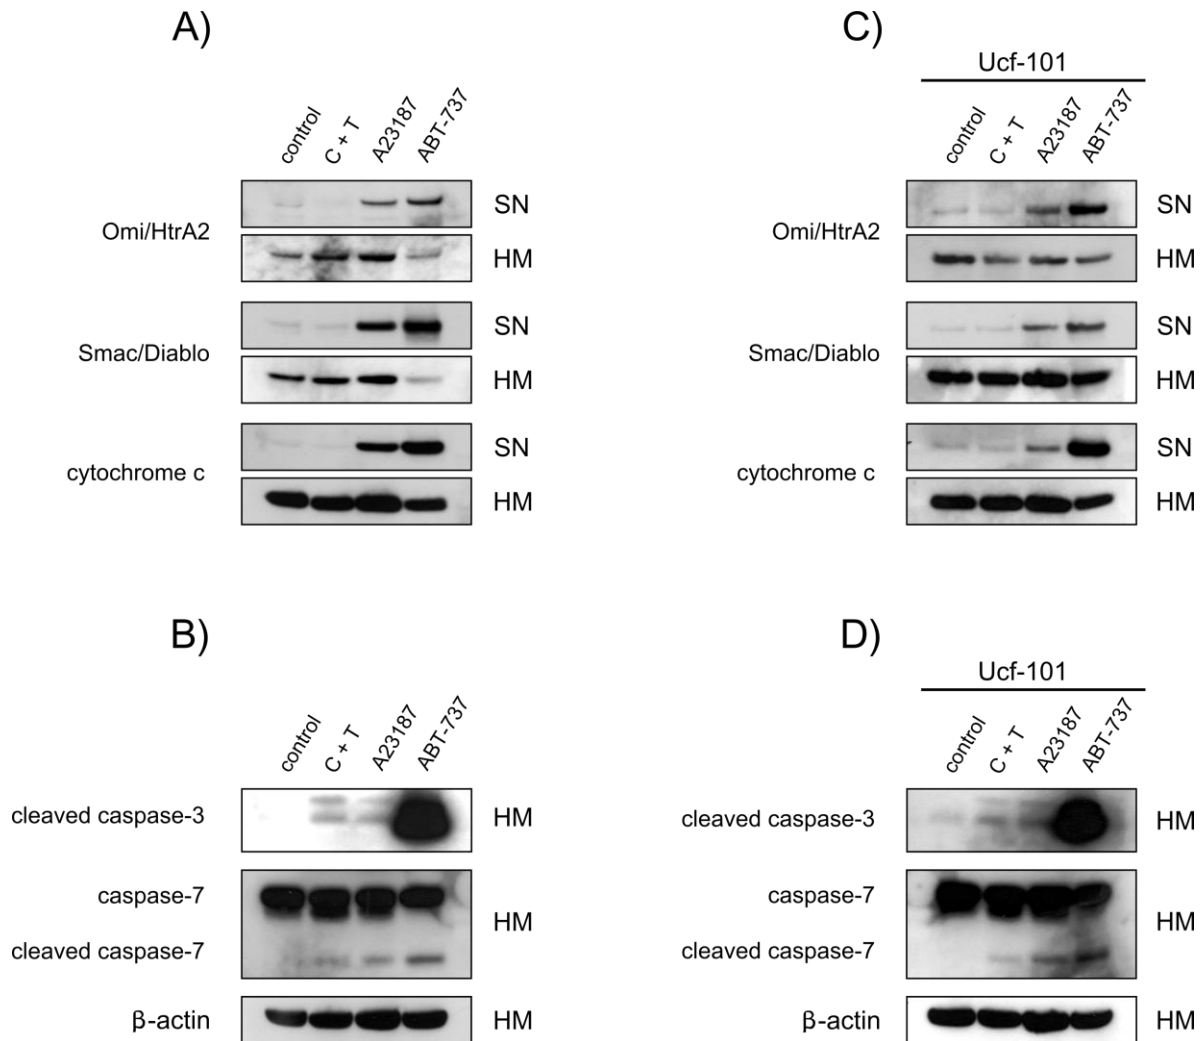 A)
control
C + T
A23187
ABT-737
Omi/HtrA2
SN
HM
Smac/Diablo
SN
HM
cytochrome c
SN
HM
C)
Ucf-101
control
C + T
A23187
ABT-737
Omi/HtrA2
SN
HM
Smac/Diablo
SN
HM
cytochrome c
SN
HM
B)
control
C + T
A23187
ABT-737
cleaved caspase-3
HM
caspase-7
HM
cleaved caspase-7
β-actin
HM
D)
Ucf-101
control
C + T
A23187
ABT-737
cleaved caspase-3
HM
caspase-7
HM
cleaved caspase-7
β-actin
HM